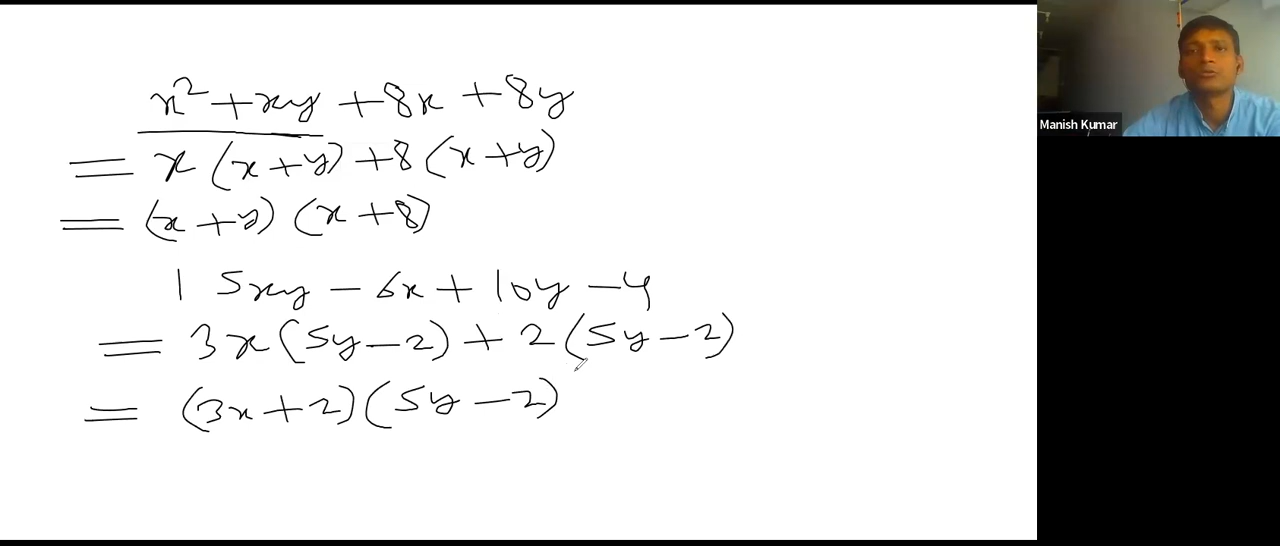 x² + xy + 8x + 8y
= x (x + y) + 8 (x + y)
= (x + y) (x + 8)
15xy - 6x + 10y - 4
= 3x (5y - 2) + 2 (5y - 2)
= (3x + 2) (5y - 2)
Manish Kumar